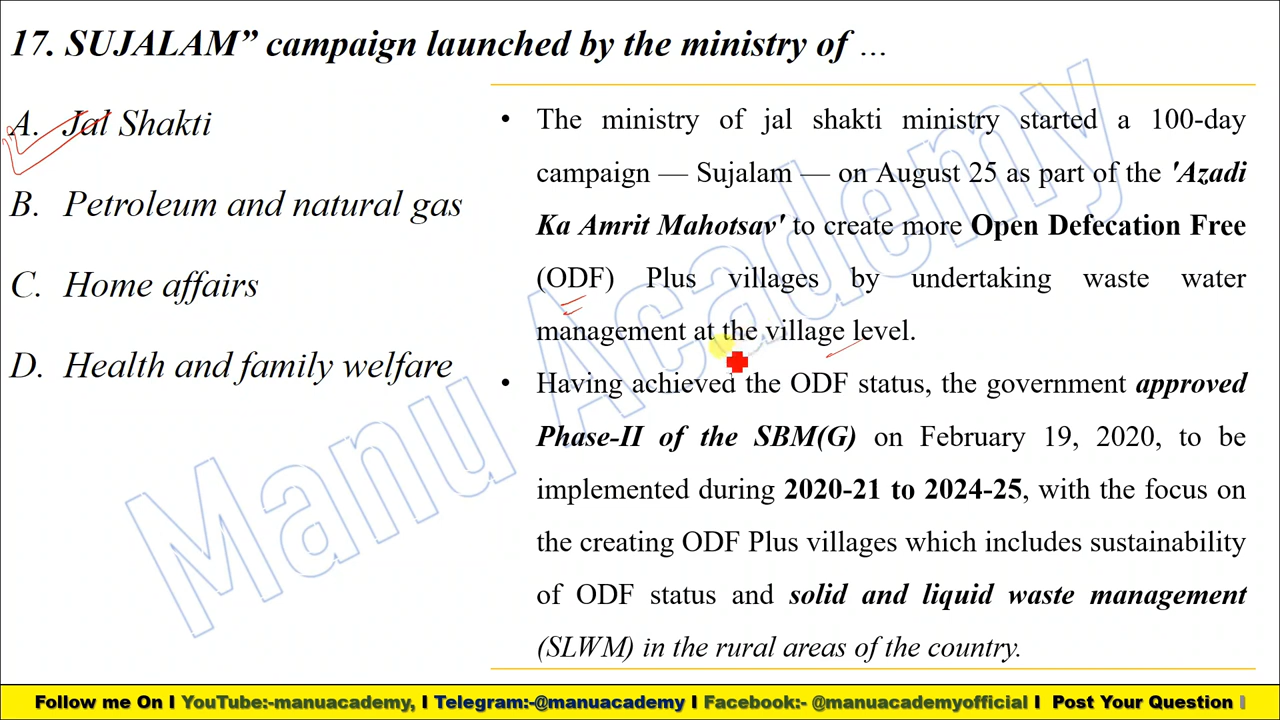 17. SUJALAM” campaign launched by the ministry of …
A. Jal Shakti
B. Petroleum and natural gas
C. Home affairs
D. Health and family welfare
• The ministry of jal shakti ministry started a 100-day
campaign — Sujalam — on August 25 as part of the 'Azadi
Ka Amrit Mahotsav' to create more Open Defecation Free
(ODF) Plus villages by undertaking waste water
management at the village level.
• Having achieved the ODF status, the government approved
Phase-II of the SBM(G) on February 19, 2020, to be
implemented during 2020-21 to 2024-25, with the focus on
the creating ODF Plus villages which includes sustainability
of ODF status and solid and liquid waste management
(SLWM) in the rural areas of the country.
Manu Academy
Follow me On I YouTube:-manuacademy, I Telegram:-@manuacademy I Facebook:- @manuacademyofficial I Post Your Question I